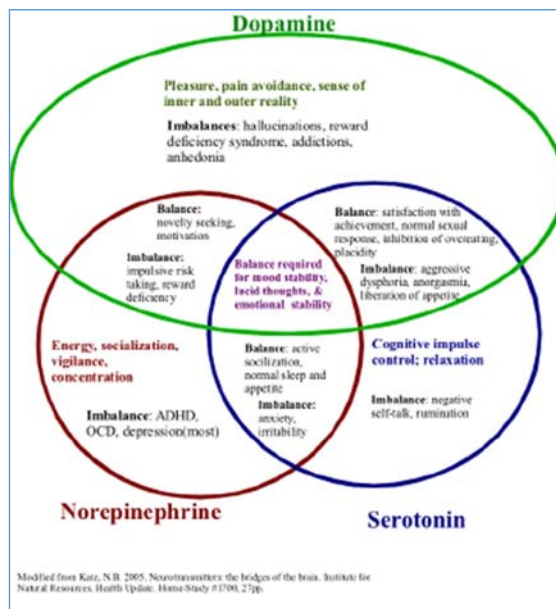 Dopamine
Pleasure, pain avoidance, sense of
inner and outer reality
Imbalances: hallucinations, reward
deficiency syndrome, addictions,
anhedonia
Balance:
novelty seeking,
motivation
Imbalance:
impulsive risk
taking, reward
deficiency
Balance: satisfaction with
achievement, normal sexual
response, inhibition of overeating,
placidity
Imbalance: aggressive
dysphoria, anorgasmia,
liberation of appetite
Balance required
for mood stability,
lucid thoughts, &
emotional stability
Energy, socialization,
vigilance,
concentration
Imbalance: ADHD,
OCD, depression(most)
Balance: active
socilization,
normal sleep and
appetite
Imbalance:
anxiety,
irritability
Cognitive impulse
control; relaxation
Imbalance: negative
self-talk, rumination
Norepinephrine
Serotonin
Modified from Katz, N.B. 2005. Neurotransmitters: the bridges of the brain. Institute for
Natural Resources, Health Update, Home-Study #1700, 27pp.